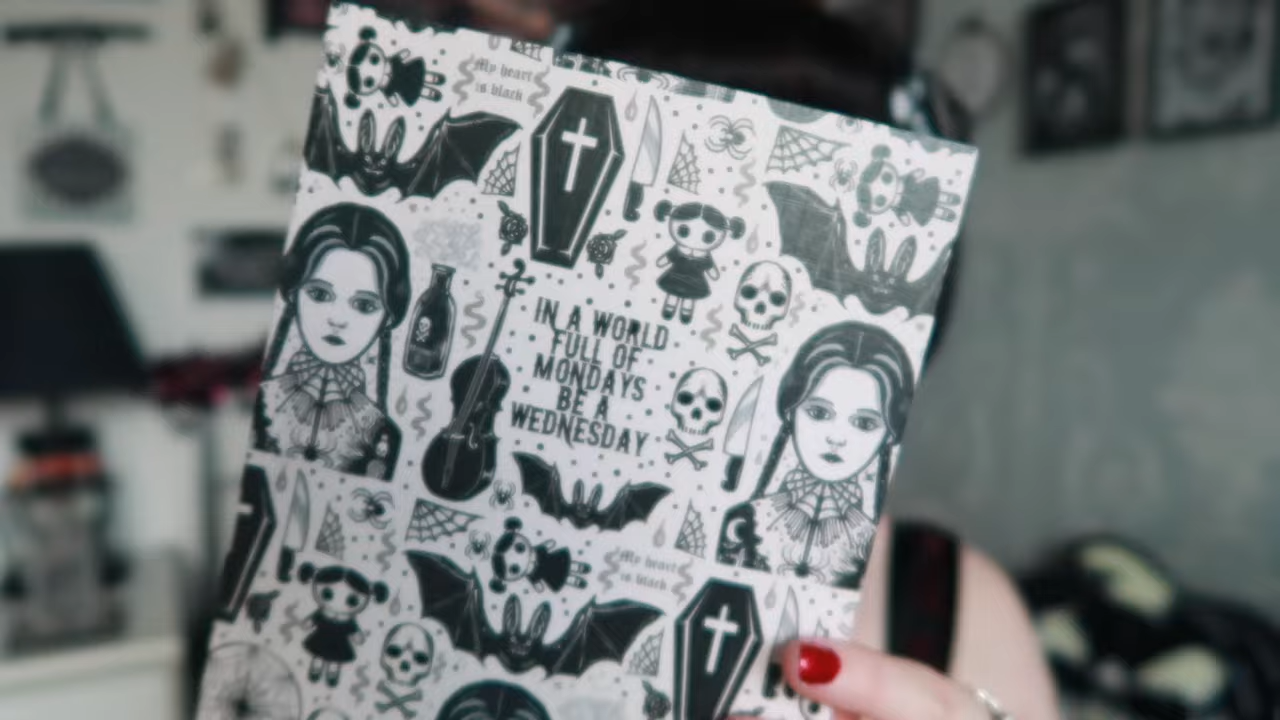 My heart
is black
IN A WORLD
FULL OF
MONDAYS
BE A
WEDNESDAY
My heart
is black